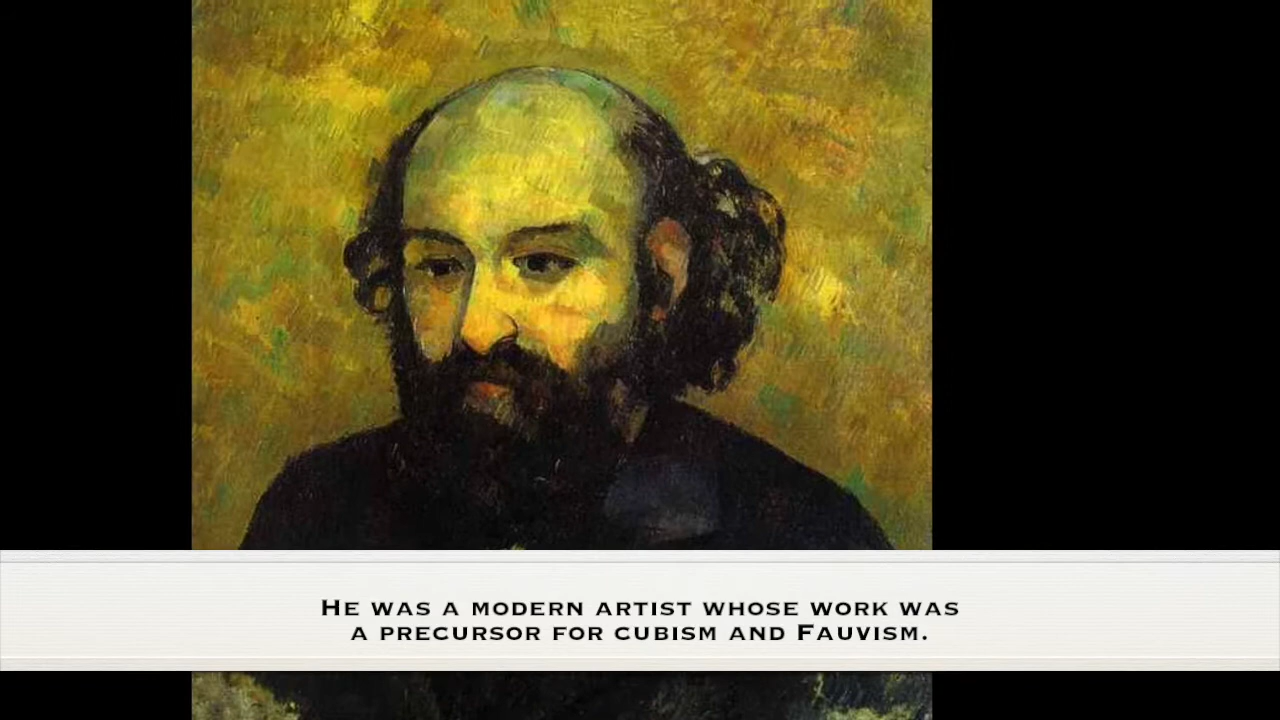 He was a modern artist whose work was
a precursor for cubism and Fauvism.